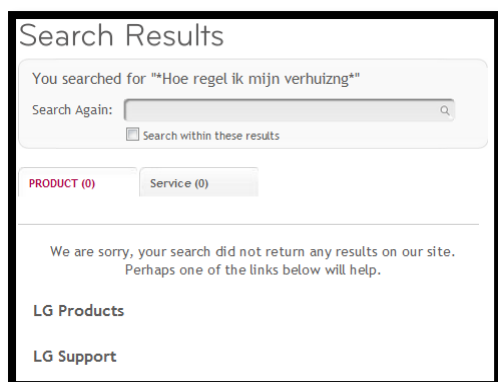 Search Results
You searched for "*Hoe regel ik mijn verhuizng*"
Search Again:
Search within these results
PRODUCT (0) Service (0)
We are sorry, your search did not return any results on our site.
Perhaps one of the links below will help.
LG Products
LG Support